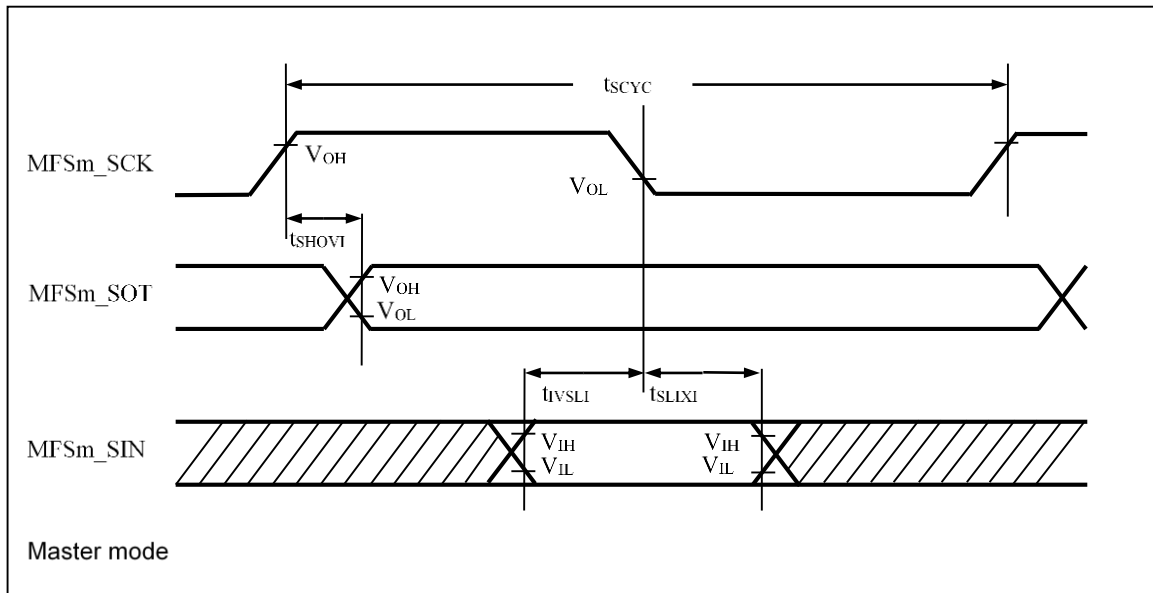 tSCYC
MFSm_SCK
VOH
VOL
tSHOVI
MFSm_SOT
VOH
VOL
tIVSLI
tSLIXI
MFSm_SIN
VIH
VIL
VIH
VIL
Master mode